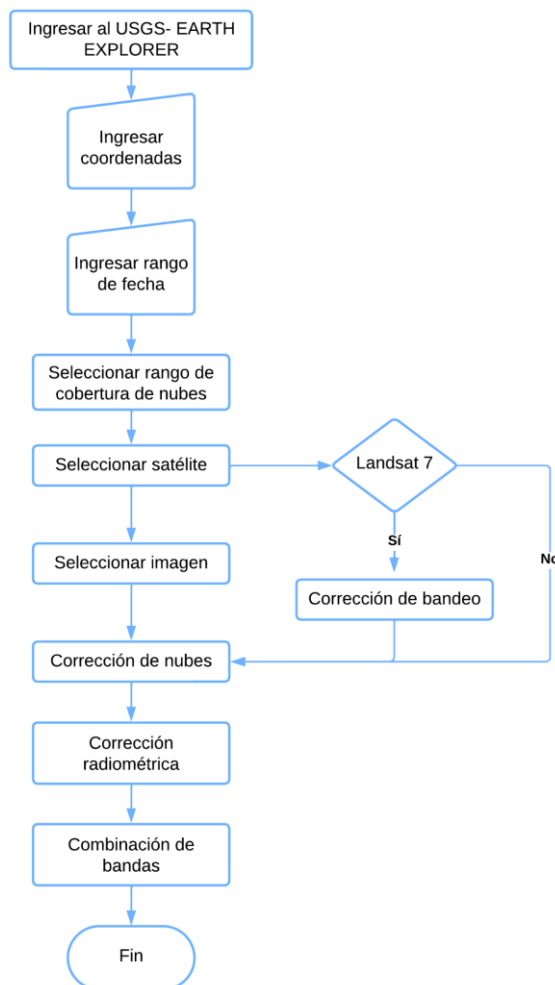 Ingresar al USGS- EARTH
EXPLORER
Ingresar
coordenadas
Ingresar rango
de fecha
Seleccionar rango de
cobertura de nubes
Seleccionar satélite
Landsat 7
Sí
No
Seleccionar imagen
Corrección de bandeo
Corrección de nubes
Corrección
radiométrica
Combinación de
bandas
Fin